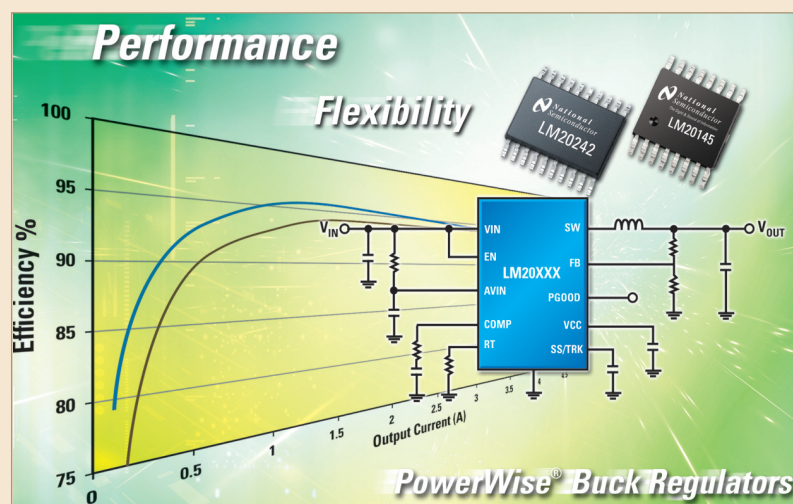 Performance
Flexibility
National
Semiconductor
LM20242
National
Semiconductor
LM20145
Efficiency %
100
95
90
85
80
75
0
0.5
1
1.5
2
2.5
3
3.5
4
4.5
Output Current (A)
VIN
VIN
EN
AVIN
COMP
RT
LM20XXX
SW
FB
PGOOD
VCC
SS/TRK
VOUT
PowerWise® Buck Regulators